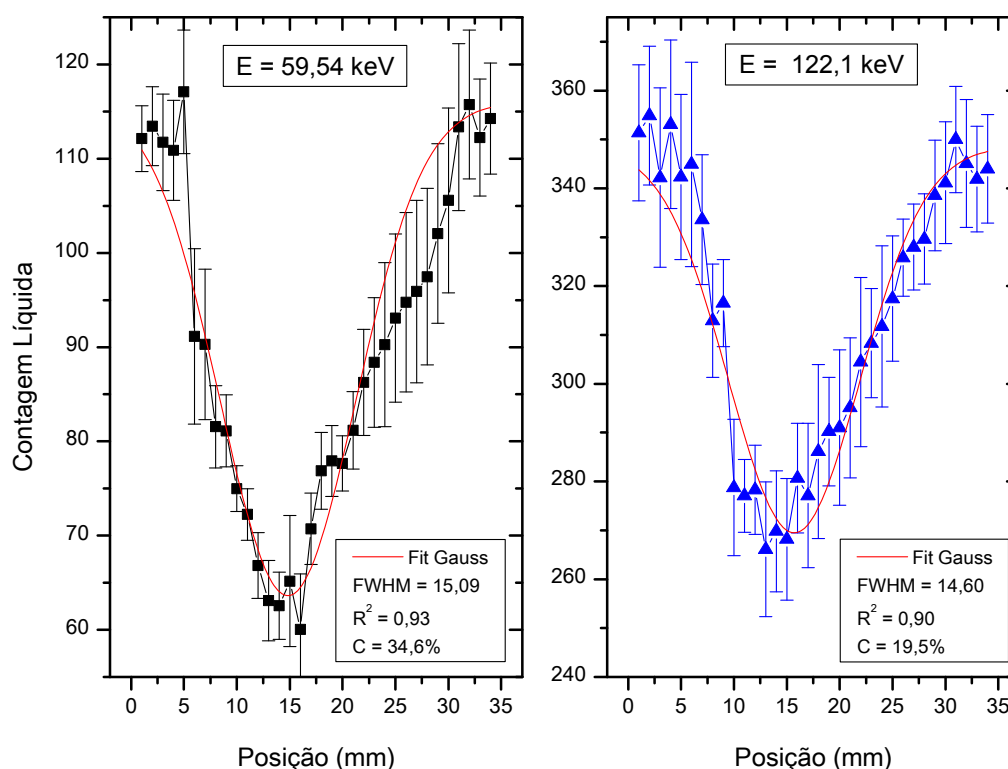 E = 59,54 keV
120
110
100
90
80
70
60
Contagem Líquida
Fit Gauss
FWHM = 15,09
R² = 0,93
C = 34,6%
0 5 10 15 20 25 30 35
Posição (mm)
E = 122,1 keV
360
340
320
300
280
260
240
Fit Gauss
FWHM = 14,60
R² = 0,90
C = 19,5%
0 5 10 15 20 25 30 35
Posição (mm)